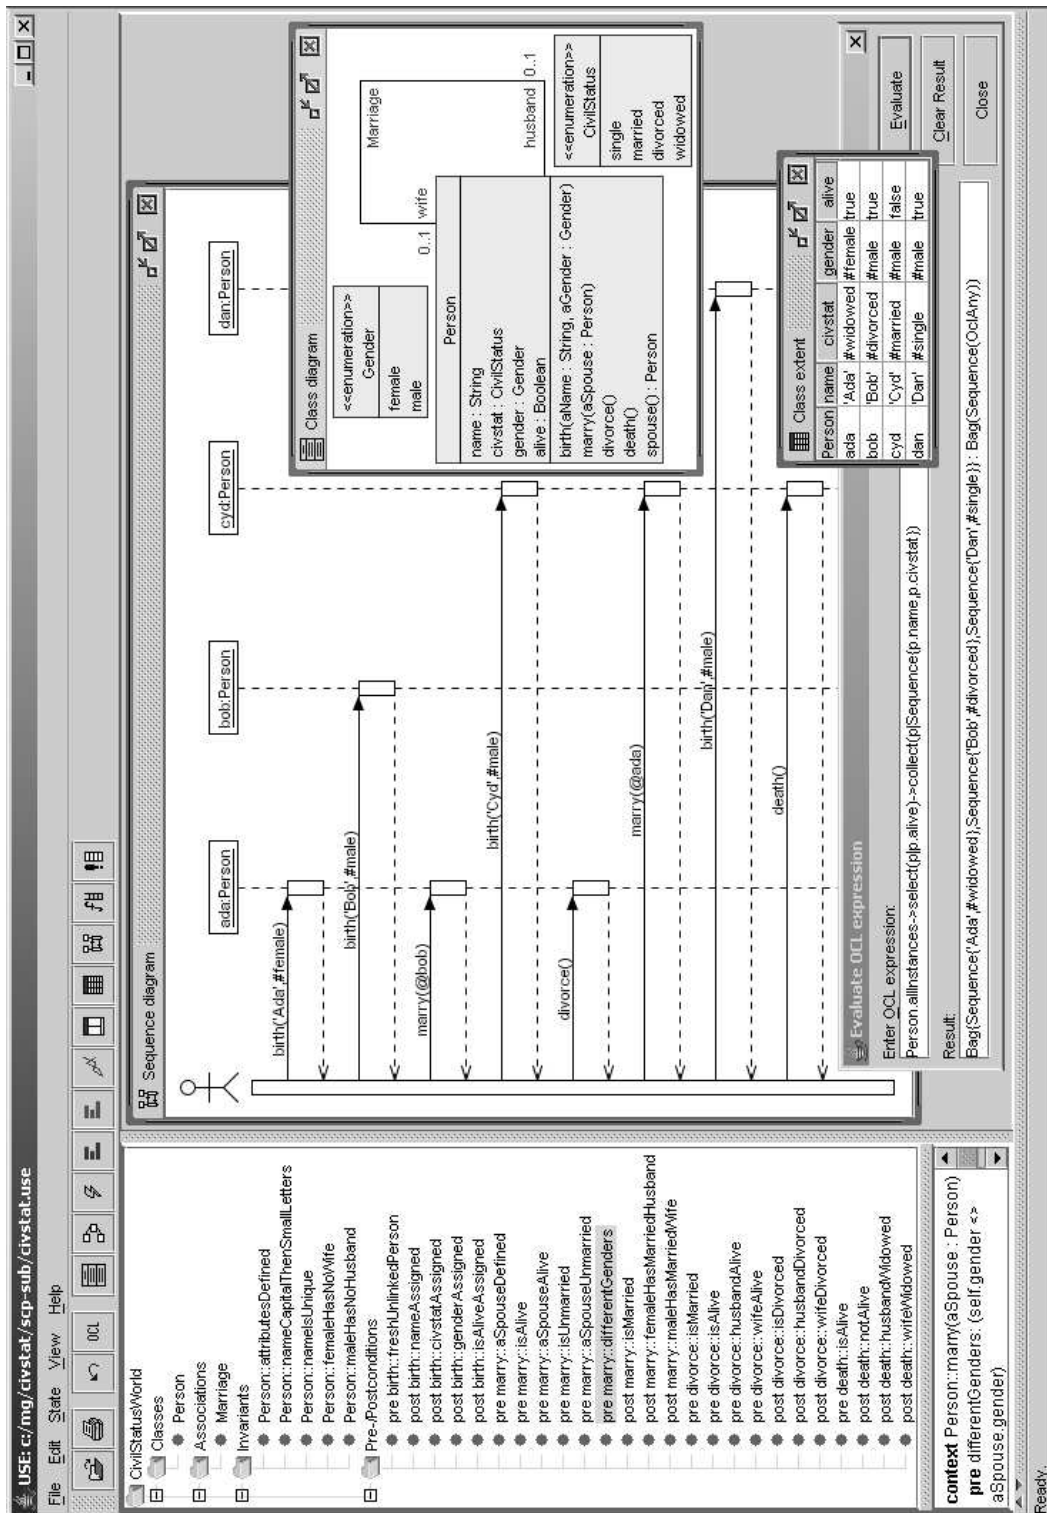 USE: c:/mg/civstat/scp-sub/civstat.use
File Edit State View Help
OCL
CivilStatusWorld
Classes
Person
Associations
Marriage
Invariants
Person::attributesDefined
Person::nameCapitalThenSmallLetters
Person::nameIsUnique
Person::femaleHasNoWife
Person::maleHasNoHusband
Pre-/Postconditions
pre birth::freshUnlinkedPerson
post birth::nameAssigned
post birth::civstatAssigned
post birth::genderAssigned
post birth::isAliveAssigned
pre marry::aSpouseDefined
pre marry::isAlive
pre marry::aSpouseAlive
pre marry::isUnmarried
pre marry::aSpouseUnmarried
pre marry::differentGenders
post marry::isMarried
post marry::femaleHasMarriedHusband
post marry::maleHasMarriedWife
pre divorce::isMarried
pre divorce::isAlive
pre divorce::husbandAlive
pre divorce::wifeAlive
post divorce::isDivorced
post divorce::husbandDivorced
post divorce::wifeDivorced
pre death::isAlive
post death::notAlive
post death::husbandWidowed
post death::wifeWidowed
context Person::marry(aSpouse : Person)
pre differentGenders: (self.gender <>
aSpouse.gender)
Ready.
Sequence diagram
ada:Person
bob:Person
cyd:Person
dan:Person
birth('Ada',#female)
birth('Bob',#male)
marry(@bob)
birth('Cyd',#male)
divorce()
marry(@ada)
birth('Dan',#male)
death()
Class diagram
<<enumeration>>
Gender
female
male
Marriage
0..1 wife
husband 0..1
Person
name : String
civstat : CivilStatus
gender : Gender
alive : Boolean
birth(aName : String, aGender : Gender)
marry(aSpouse : Person)
divorce()
death()
spouse() : Person
<<enumeration>>
CivilStatus
single
married
divorced
widowed
Class extent
Person name civstat gender alive
ada 'Ada' #widowed #female true
bob 'Bob' #divorced #male true
cyd 'Cyd' #married #male false
dan 'Dan' #single #male true
Evaluate OCL expression
Enter OCL expression:
Person.allInstances->select(p|p.alive)->collect(p|Sequence{p.name,p.civstat})
Result:
Bag{Sequence{'Ada',#widowed},Sequence{'Bob',#divorced},Sequence{'Dan',#single}} : Bag(Sequence(OclAny))
Evaluate
Clear Result
Close